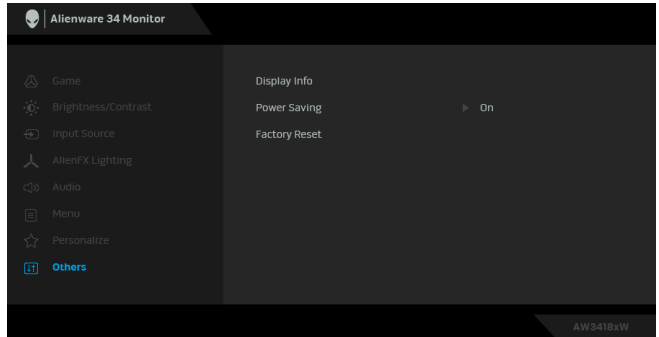 Alienware 34 Monitor
Game
Brightness/Contrast
Input Source
AlienFX Lighting
Audio
Menu
Personalize
Others
Display Info
Power Saving On
Factory Reset
AW3418xW